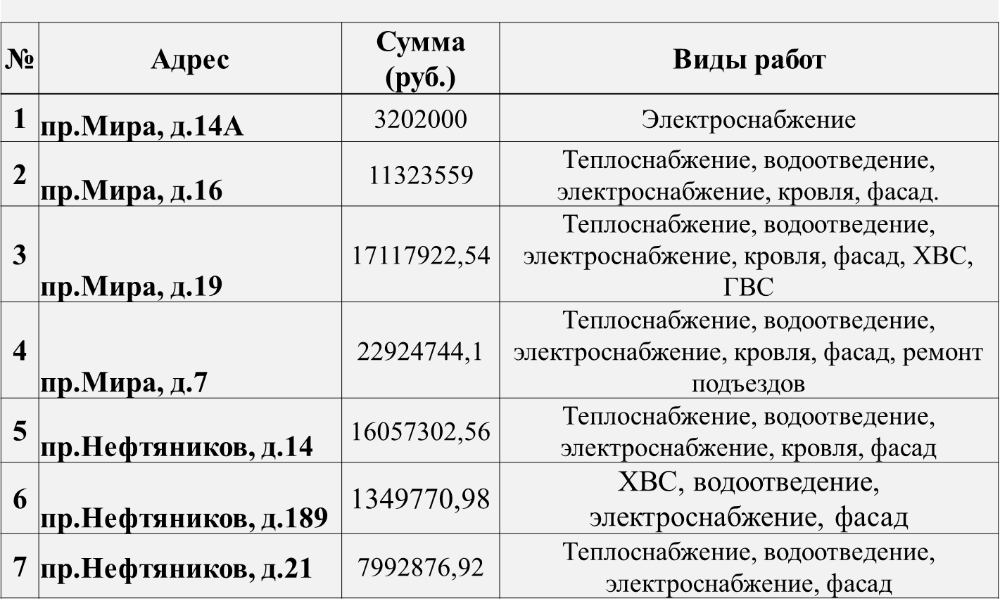 №
Адрес
Сумма
(руб.)
Виды работ
1
пр.Мира, д.14А
3202000
Электроснабжение
2
пр.Мира, д.16
11323559
Теплоснабжение, водоотведение,
электроснабжение, кровля, фасад.
3
пр.Мира, д.19
17117922,54
Теплоснабжение, водоотведение,
электроснабжение, кровля, фасад, ХВС,
ГВС
4
пр.Мира, д.7
22924744,1
Теплоснабжение, водоотведение,
электроснабжение, кровля, фасад, ремонт
подъездов
5
пр.Нефтяников, д.14
16057302,56
Теплоснабжение, водоотведение,
электроснабжение, кровля, фасад
6
пр.Нефтяников, д.189
1349770,98
ХВС, водоотведение,
электроснабжение, фасад
7
пр.Нефтяников, д.21
7992876,92
Теплоснабжение, водоотведение,
электроснабжение, фасад